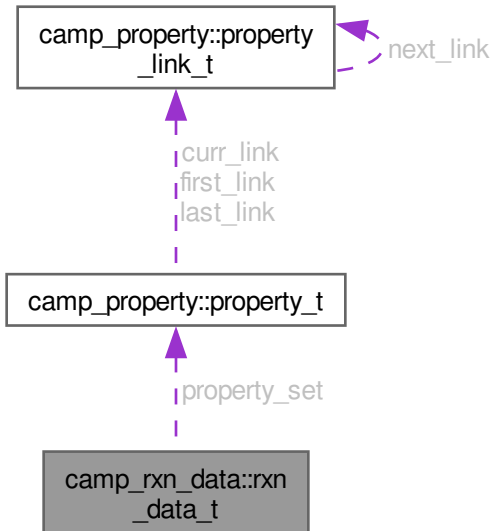 camp_property::property
_link_t
next_link
curr_link
first_link
last_link
camp_property::property_t
property_set
camp_rxn_data::rxn
_data_t